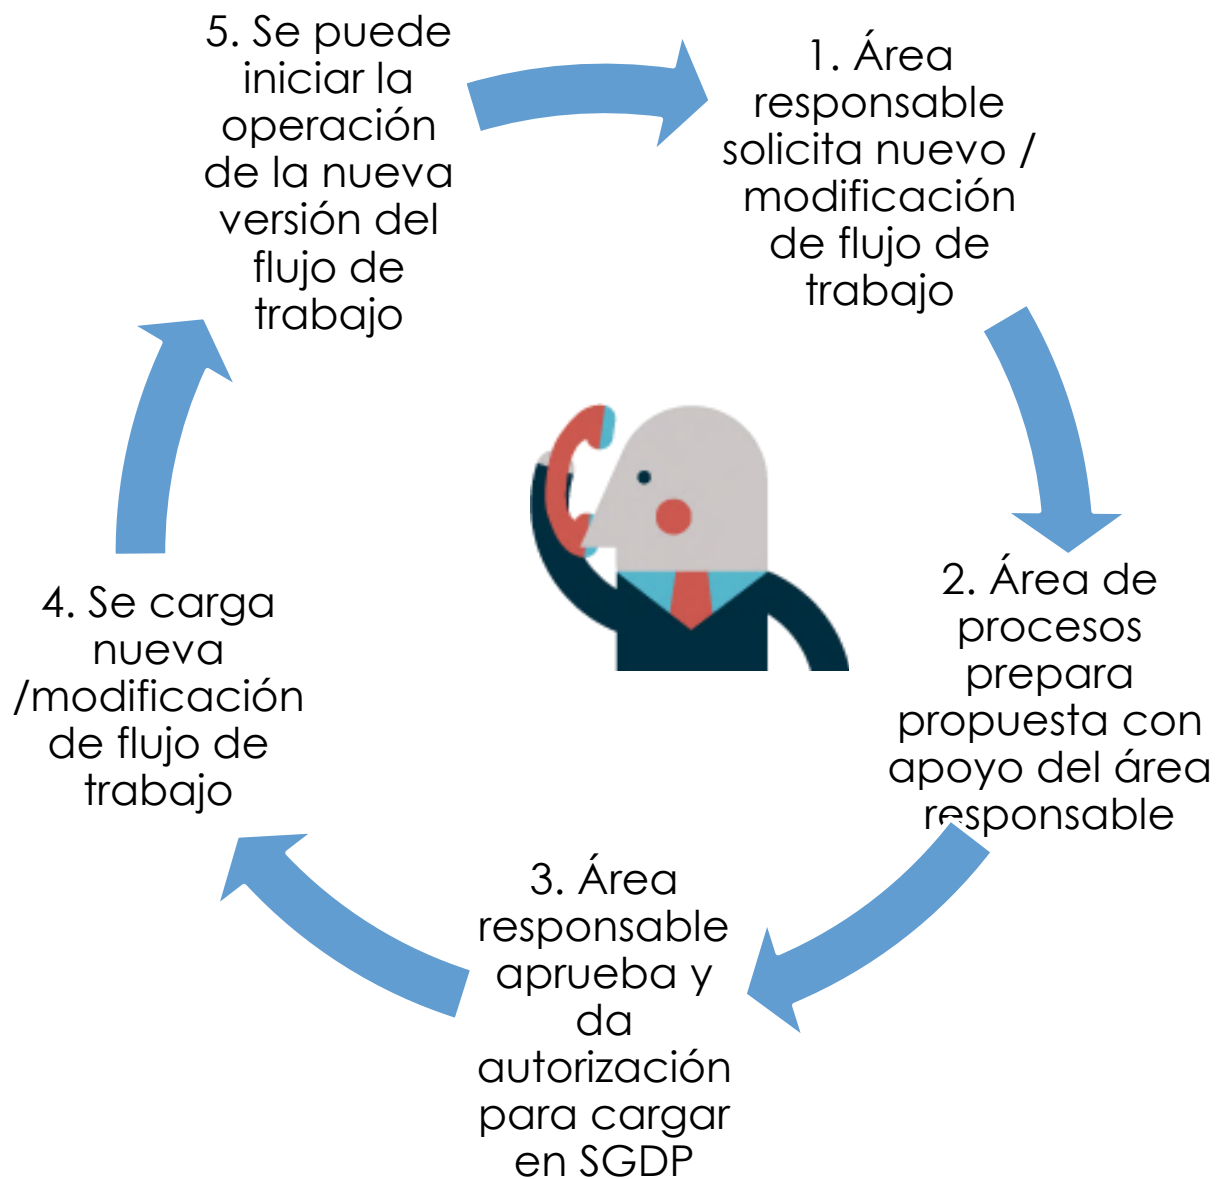 1. Área
responsable
solicita nuevo /
modificación
de flujo de
trabajo
2. Área de
procesos
prepara
propuesta con
apoyo del área
responsable
3. Área
responsable
aprueba y
da
autorización
para cargar
en SGDP
4. Se carga
nueva
/modificación
de flujo de
trabajo
5. Se puede
iniciar la
operación
de la nueva
versión del
flujo de
trabajo